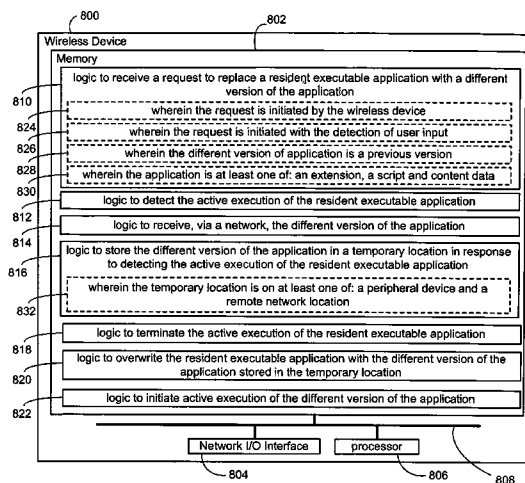 800
802
Wireless Device
Memory
logic to receive a request to replace a resident executable application with a different
version of the application
810
wherein the request is initiated by the wireless device
824
wherein the request is initiated with the detection of user input
826
wherein the different version of application is a previous version
828
wherein the application is at least one of: an extension, a script and content data
830
logic to detect the active execution of the resident executable application
812
logic to receive, via a network, the different version of the application
814
logic to store the different version of the application in a temporary location in response
to detecting the active execution of the resident executable application
816
wherein the temporary location is on at least one of: a peripheral device and a
remote network location
832
logic to terminate the active execution of the resident executable application
818
logic to overwrite the resident executable application with the different version of the
application stored in the temporary location
820
logic to initiate active execution of the different version of the application
822
Network I/O Interface
processor
804
806
808